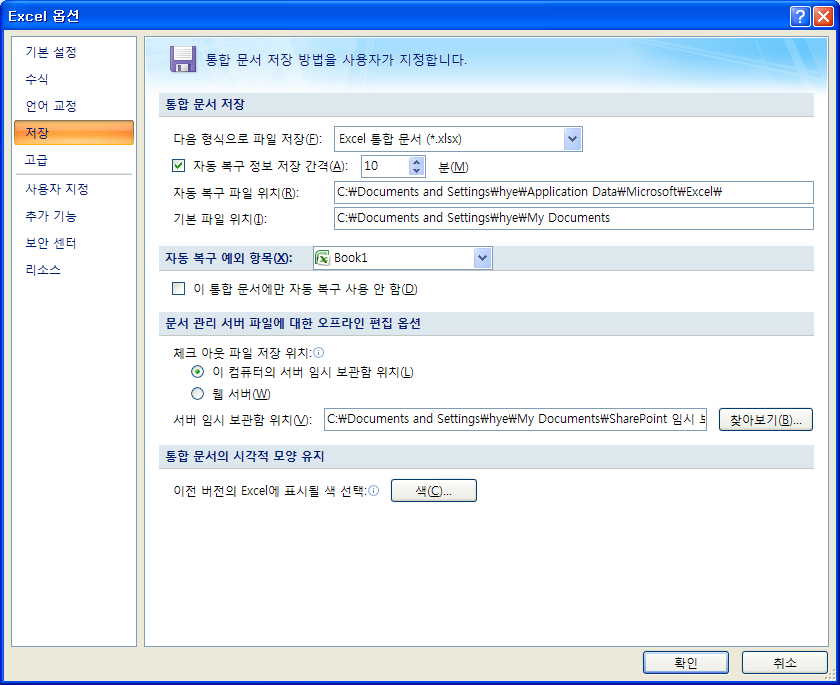 Excel 옵션
기본 설정
수식
언어 교정
저장
고급
사용자 지정
추가 기능
보안 센터
리소스
통합 문서 저장 방법을 사용자가 지정합니다.
통합 문서 저장
다음 형식으로 파일 저장(F): Excel 통합 문서 (*.xlsx)
자동 복구 정보 저장 간격(A): 10 분(M)
자동 복구 파일 위치(R): C:₩Documents and Settings₩hye₩Application Data₩Microsoft₩Excel₩
기본 파일 위치(I): C:₩Documents and Settings₩hye₩My Documents
자동 복구 예외 항목(X): Book1
이 통합 문서에만 자동 복구 사용 안 함(D)
문서 관리 서버 파일에 대한 오프라인 편집 옵션
체크 아웃 파일 저장 위치:
이 컴퓨터의 서버 임시 보관함 위치(L)
웹 서버(W)
서버 임시 보관함 위치(V): C:₩Documents and Settings₩hye₩My Documents₩SharePoint 임시 찾아보기(B)...
통합 문서의 시각적 모양 유지
이전 버전의 Excel에 표시될 색 선택: 색(C)...
확인 취소